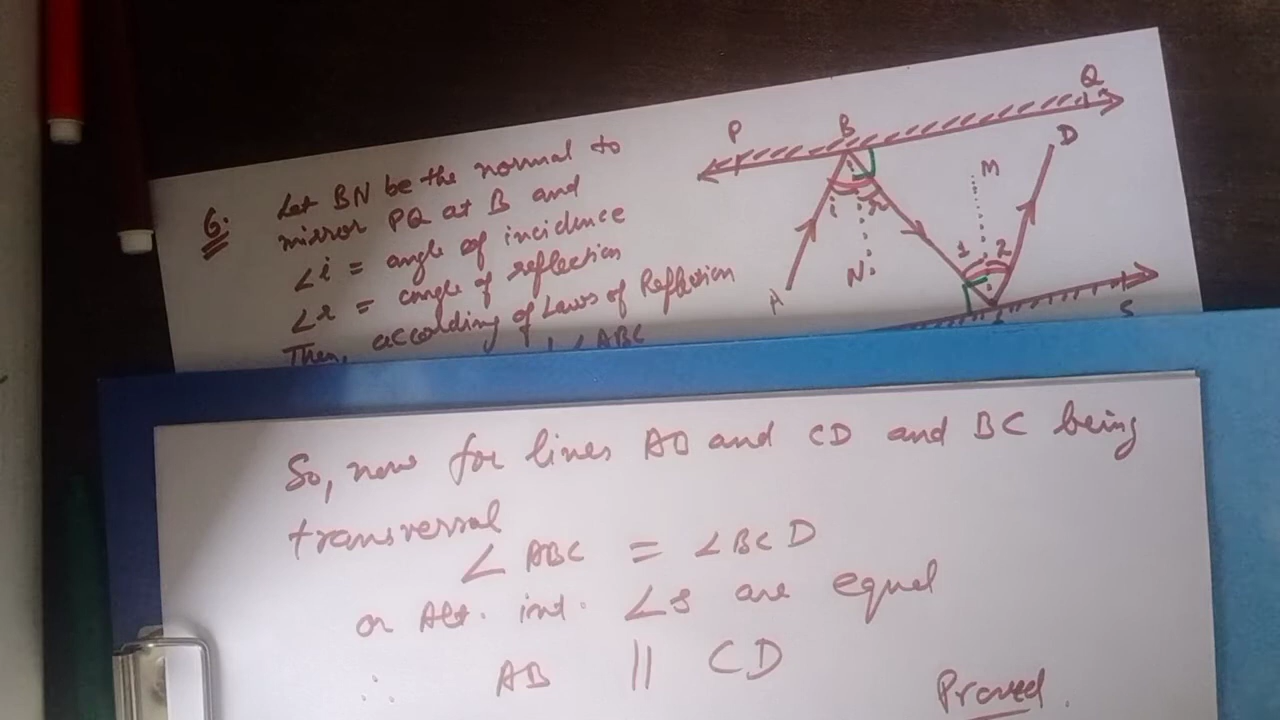 6.
Let BN be the normal to
mirror PQ at B and
∠i = angle of incidence
∠r = angle of reflection
Then, according of Laws of Reflection
∠ABC
P
B
Q
i
r
M
D
1
2
A
N
S
So, now for lines AB and CD and BC being
transversal
∠ABC = ∠BCD
or Alt. int. ∠s are equal
∴ AB || CD
Proved.